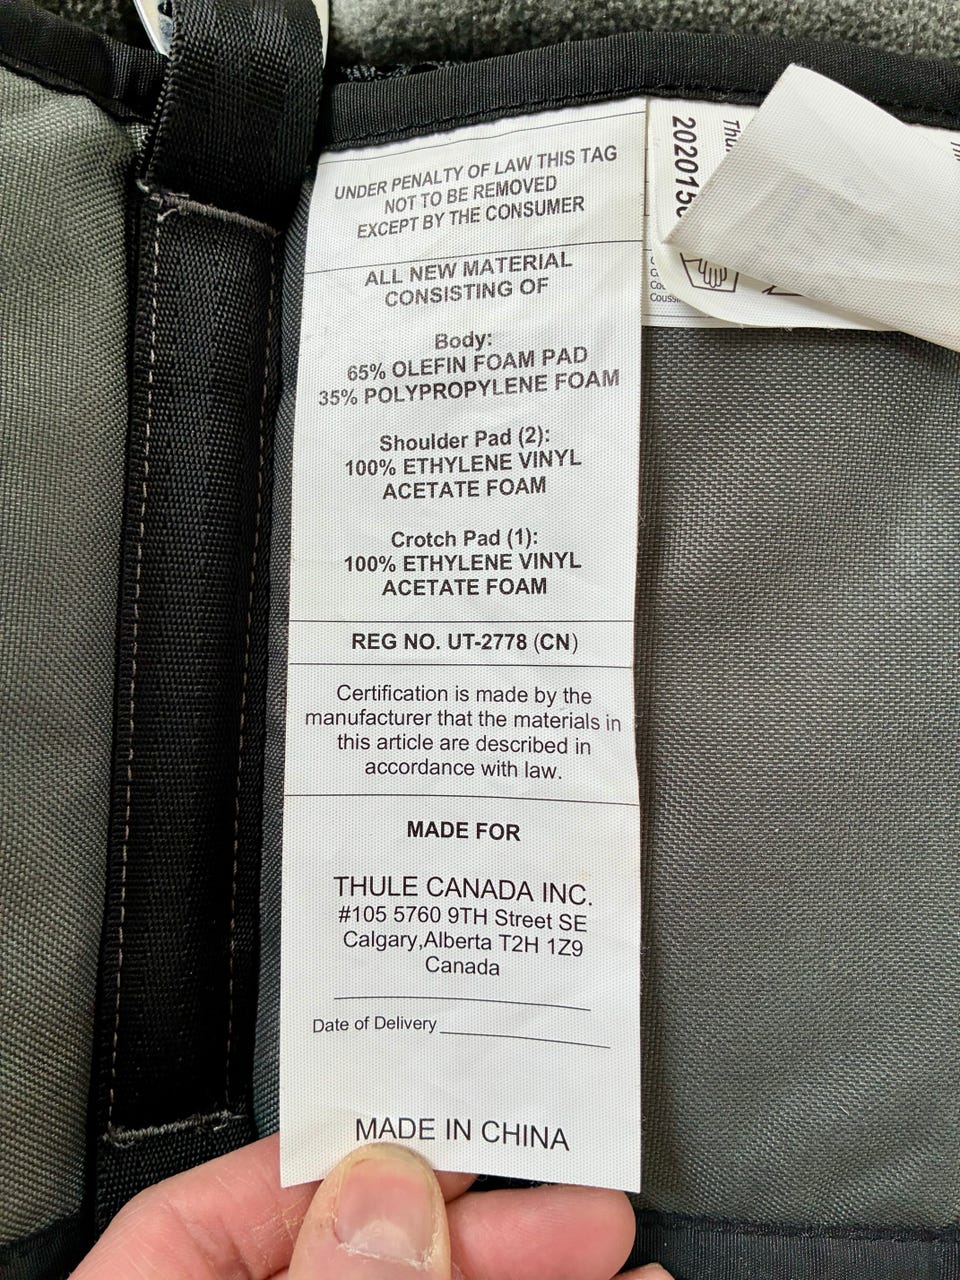 UNDER PENALTY OF LAW THIS TAG
NOT TO BE REMOVED
EXCEPT BY THE CONSUMER
ALL NEW MATERIAL
CONSISTING OF
Body:
65% OLEFIN FOAM PAD
35% POLYPROPYLENE FOAM
Shoulder Pad (2):
100% ETHYLENE VINYL
ACETATE FOAM
Crotch Pad (1):
100% ETHYLENE VINYL
ACETATE FOAM
REG NO. UT-2778 (CN)
Certification is made by the
manufacturer that the materials in
this article are described in
accordance with law.
MADE FOR
THULE CANADA INC.
#105 5760 9TH Street SE
Calgary,Alberta T2H 1Z9
Canada
Date of Delivery
MADE IN CHINA